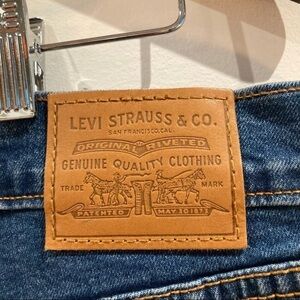 LEVI STRAUSS & CO.
SAN FRANCISCO, CAL.
ORIGINAL RIVETED
GENUINE QUALITY CLOTHING
TRADE MARK
PATENTED MAY 20 1873